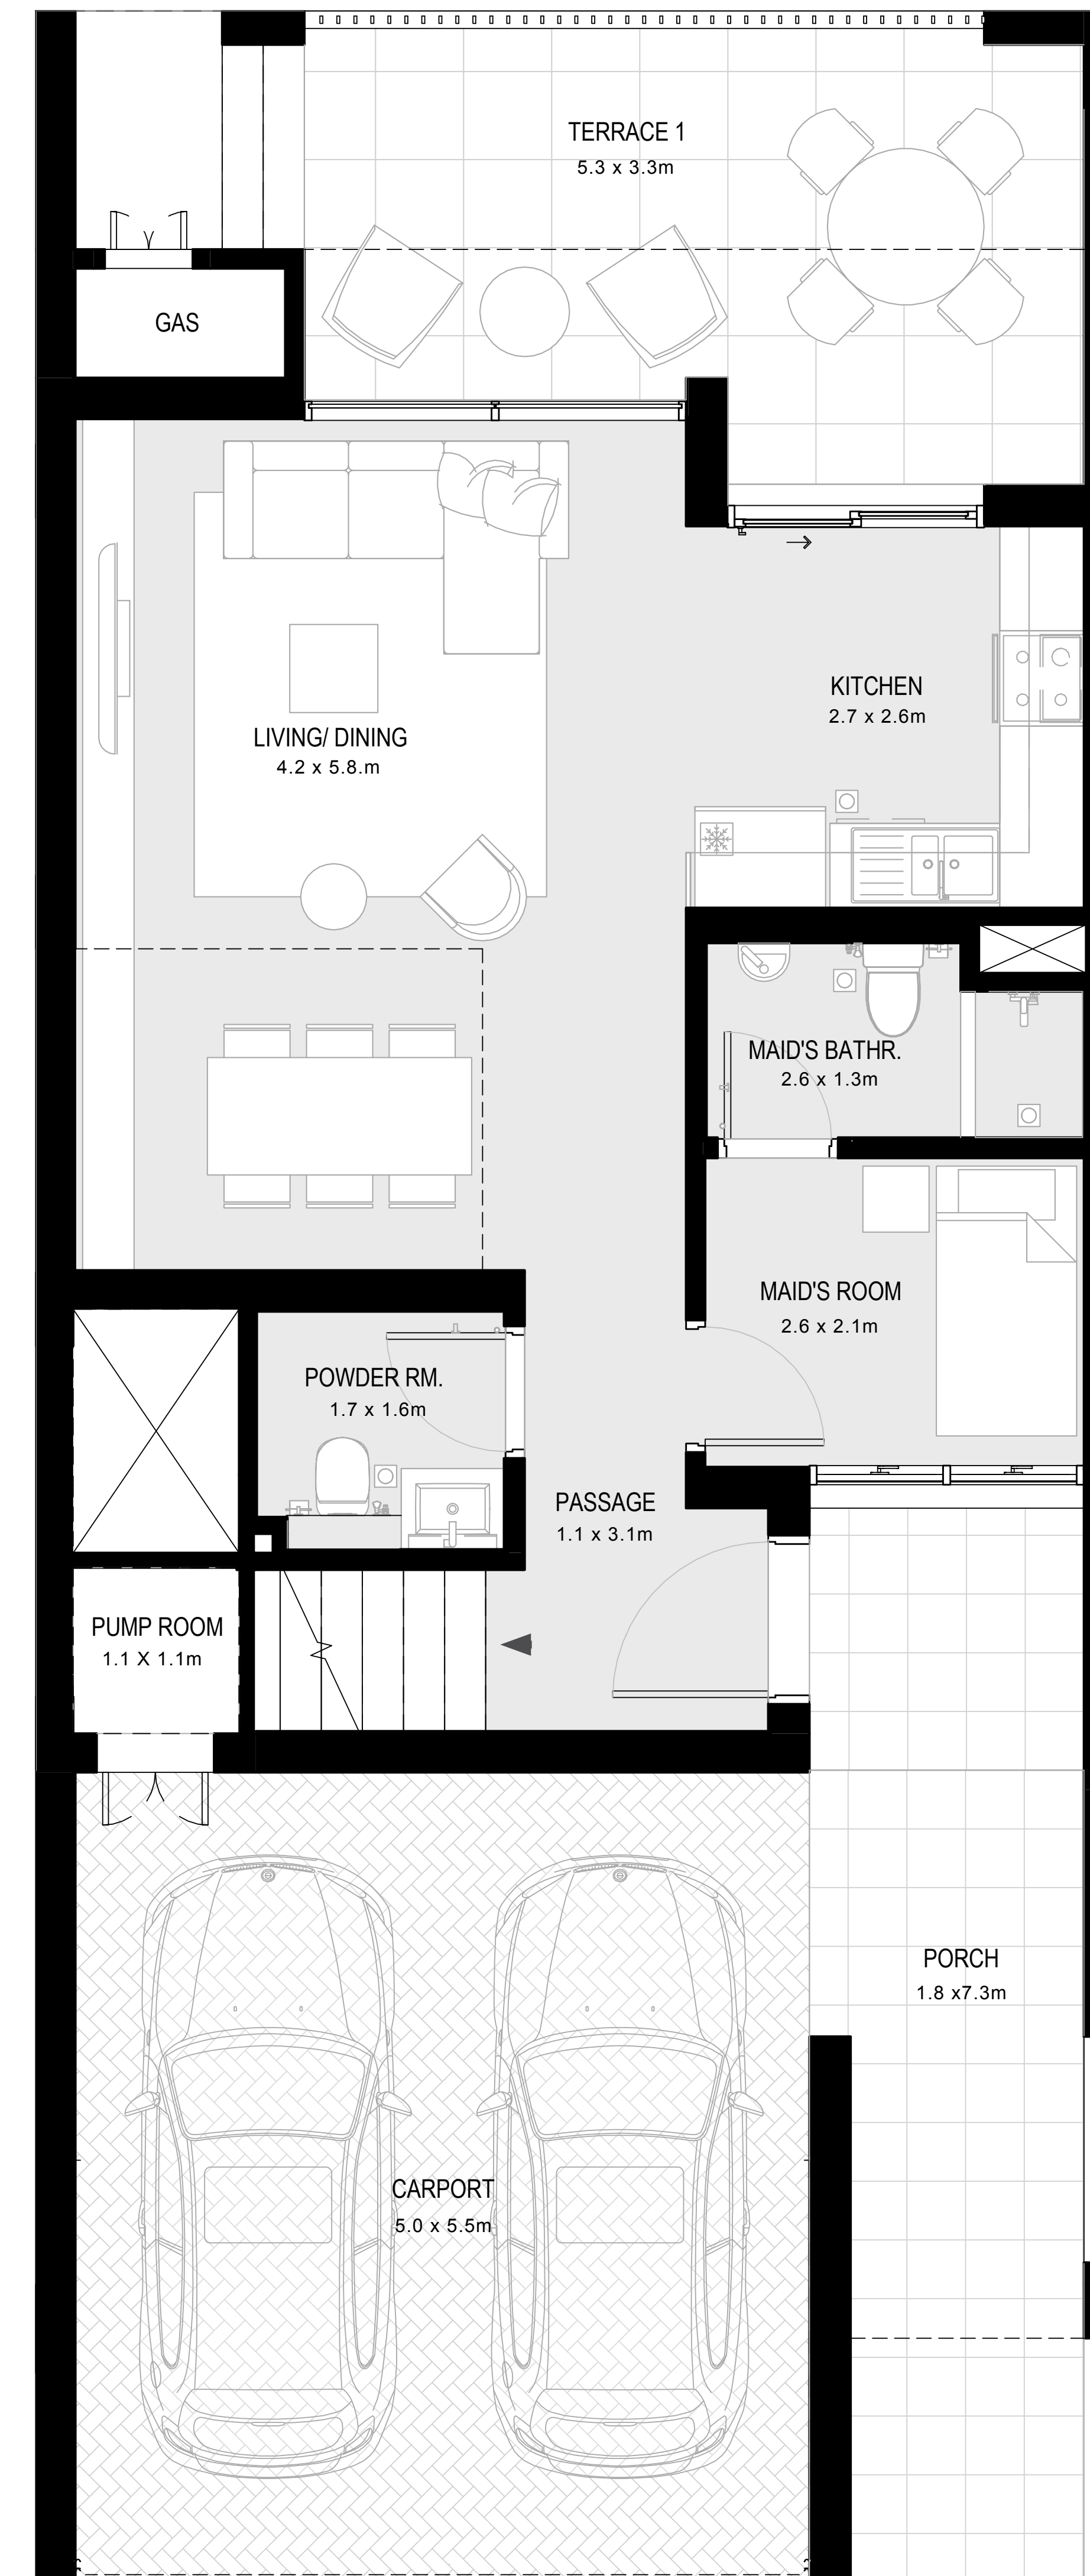 TERRACE 1
5.3 x 3.3m
GAS
KITCHEN
2.7 x 2.6m
LIVING/ DINING
4.2 x 5.8.m
MAID'S BATHR.
2.6 x 1.3m
MAID'S ROOM
2.6 x 2.1m
POWDER RM.
1.7 x 1.6m
PASSAGE
1.1 x 3.1m
PUMP ROOM
1.1 X 1.1m
PORCH
1.8 x7.3m
CARPORT
5.0 x 5.5m